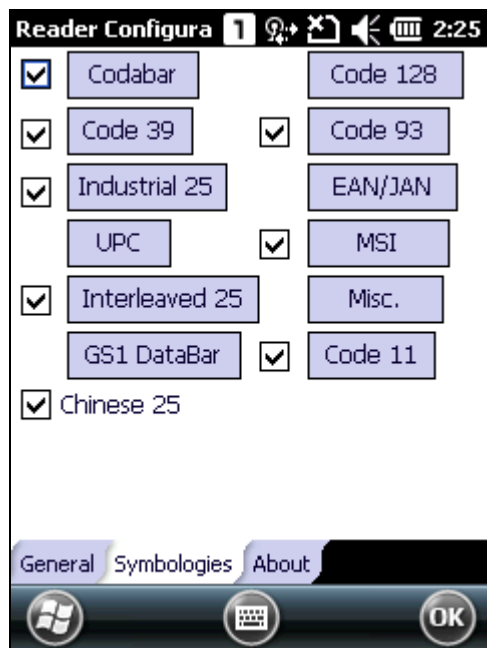 Reader Configura 1 2:25
Codabar Code 128
Code 39 Code 93
Industrial 25 EAN/JAN
UPC MSI
Interleaved 25 Misc.
GS1 DataBar Code 11
Chinese 25
General Symbologies About
OK